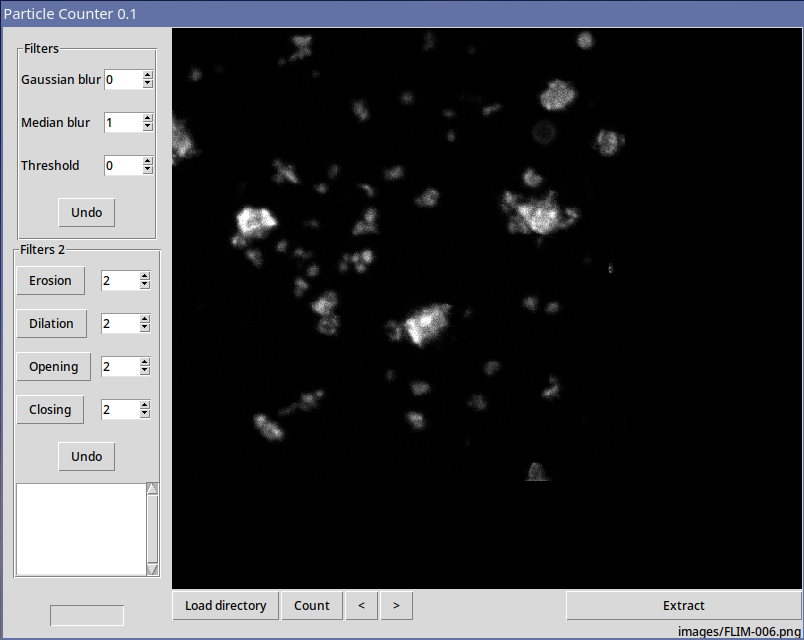 Particle Counter 0.1
Filters
Gaussian blur 0
Median blur 1
Threshold 0
Undo
Filters 2
Erosion 2
Dilation 2
Opening 2
Closing 2
Undo
Load directory Count < > Extract
images/FLIM-006.png